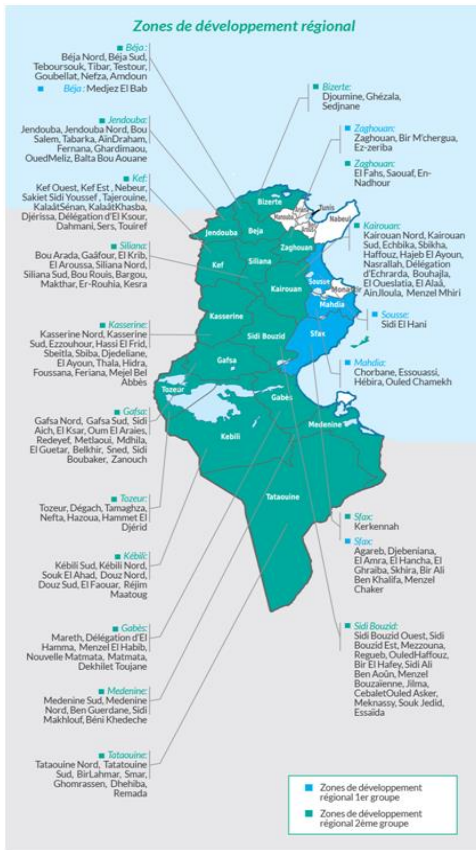 Zones de développement régional
Béja:
Béja Nord, Béja Sud,
Teboursouk, Tibar, Testour,
Goubellat, Nefza, Amdoun
Béja : Medjez El Bab
Jendouba:
Jendouba, Jendouba Nord, Bou
Salem, Tabarka, AïnDraham,
Fernana, Ghardimaou,
OuedMeliz, Balta Bou Aouane
Kef:
Kef Ouest, Kef Est , Nebeur,
Sakiet Sidi Youssef , Tajerouine,
KalaâtSénan, KalaâtKhasba,
Djérissa, Délégation d'El Ksour,
Dahmani, Sers, Touiref
Siliana:
Bou Arada, Gaâfour, El Krib,
El Aroussa, Siliana Nord,
Siliana Sud, Bou Rouis, Bargou,
Makthar, Er-Rouhia, Kesra
Kasserine:
Kasserine Nord, Kasserine
Sud, Ezzouhour, Hassi El Frid,
Sbeitla, Sbiba, Djedeliane,
El Ayoun, Thala, Hidra,
Foussana, Feriana, Mejel Bel
Abbès
Gafsa:
Gafsa Nord, Gafsa Sud, Sidi
Aich, El Ksar, Oum El Araies,
Redeyef, Metlaoui, Mdhila,
El Guetar, Belkhir, Sned, Sidi
Boubaker, Zanouch
Tozeur:
Tozeur, Dégach, Tamaghza,
Nefta, Hazoua, Hammet El
Djérid
Kébili:
Kébili Sud, Kébili Nord,
Souk El Ahad, Douz Nord,
Douz Sud, El Faouar, Réjim
Maatoug
Gabès:
Mareth, Délégation d'El
Hamma, Menzel El Habib,
Nouvelle Matmata, Matmata,
Dekhilet Toujane
Medenine:
Medenine Sud, Medenine
Nord, Ben Guerdane, Sidi
Makhlouf, Béni Khedeche
Tataouine:
Tataouine Nord, Tatatouine
Sud, BirLahmar, Smar,
Ghomrassen, Dhehiba,
Remada
Bizerte:
Djoumine, Ghézala,
Sedjnane
Zaghouan:
Zaghouan, Bir M'chergua,
Ez-zeriba
Zaghouan:
El Fahs, Saouaf, En-
Nadhour
Kairouan:
Kairouan Nord, Kairouan
Sud, Echbika, Sbikha,
Haffouz, Hajeb El Ayoun,
Nasrallah, Délégation
d'Echrarda, Bouhajla,
El Oueslatia, El Alaâ,
AinJloula, Menzel Mhiri
Sousse:
Sidi El Hani
Mahdia:
Chorbane, Essouassi,
Hébira, Ouled Chamekh
Sfax:
Kerkennah
Sfax:
Agareb, Djebeniana,
El Amra, El Hancha, El
Ghraiba, Skhira, Bir Ali
Ben Khalifa, Menzel
Chaker
Sidi Bouzid:
Sidi Bouzid Ouest, Sidi
Bouzid Est, Mezzouna,
Regueb, OuledHaffouz,
Bir El Hafey, Sidi Ali
Ben Aoûn, Menzel
Bouzaïenne, Jilma,
CebaletOuled Asker,
Meknassy, Souk Jedid,
Essaïda
Bizerte
Tunis
Manouba
Nabeul
Jendouba
Beja
Zaghouan
Siliana
Kef
Sousse
Monastir
Kairouan
Mahdia
Kasserine
Sidi Bouzid
Sfax
Gafsa
Tozeur
Gabès
Kebili
Medenine
Tataouine
Zones de développement
régional 1er groupe
Zones de développement
régional 2ème groupe